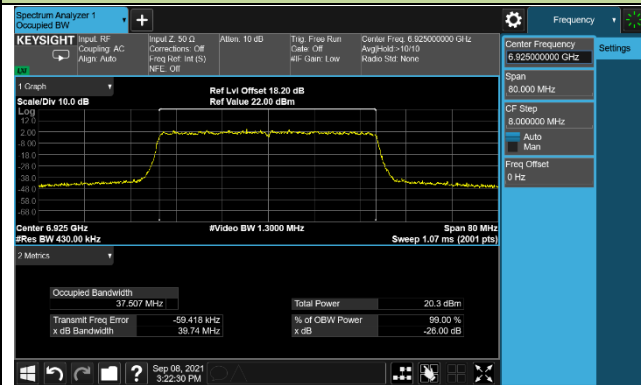 Spectrum Analyzer 1
Occupied BW
Frequency
KEYSIGHT
Input: RF
Coupling: AC
Align: Auto
Input Z: 50 Ω
Corrections: Off
Freq Ref: Int (S)
NFE: Off
Atten: 10 dB
Trig: Free Run
Gate: Off
#IF Gain: Low
Center Freq: 6.925000000 GHz
Avg|Hold:>10/10
Radio Std: None
LXI
Center Frequency
6.925000000 GHz
Settings
Span
80.000 MHz
CF Step
8.000000 MHz
Auto
Man
Freq Offset
0 Hz
1 Graph
Scale/Div 10.0 dB
Ref Lvl Offset 18.20 dB
Ref Value 22.00 dBm
Log
12.0
2.00
-8.00
-18.0
-28.0
-38.0
-48.0
-58.0
-68.0
Center 6.925 GHz
#Video BW 1.3000 MHz
Span 80 MHz
#Res BW 430.00 kHz
Sweep 1.07 ms (2001 pts)
2 Metrics
Occupied Bandwidth
37.507 MHz
Total Power
20.3 dBm
Transmit Freq Error
-59.418 kHz
% of OBW Power
99.00 %
x dB Bandwidth
39.74 MHz
x dB
-26.00 dB
Sep 08, 2021
3:22:30 PM